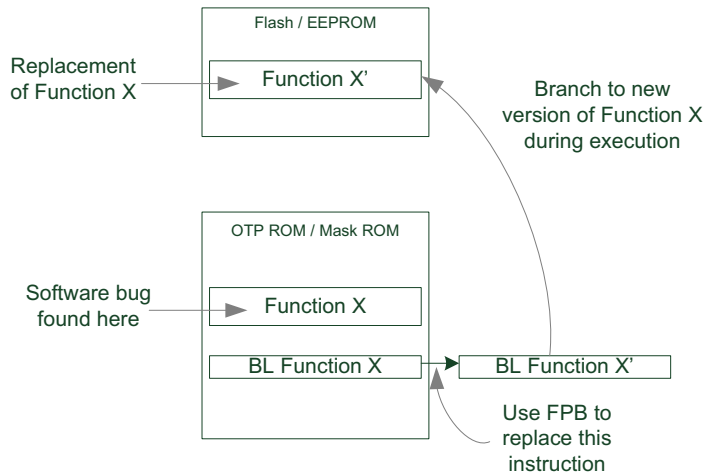 Flash / EEPROM
Replacement
of Function X
Function X’
Branch to new
version of Function X
during execution
OTP ROM / Mask ROM
Software bug
found here
Function X
BL Function X
BL Function X’
Use FPB to
replace this
instruction